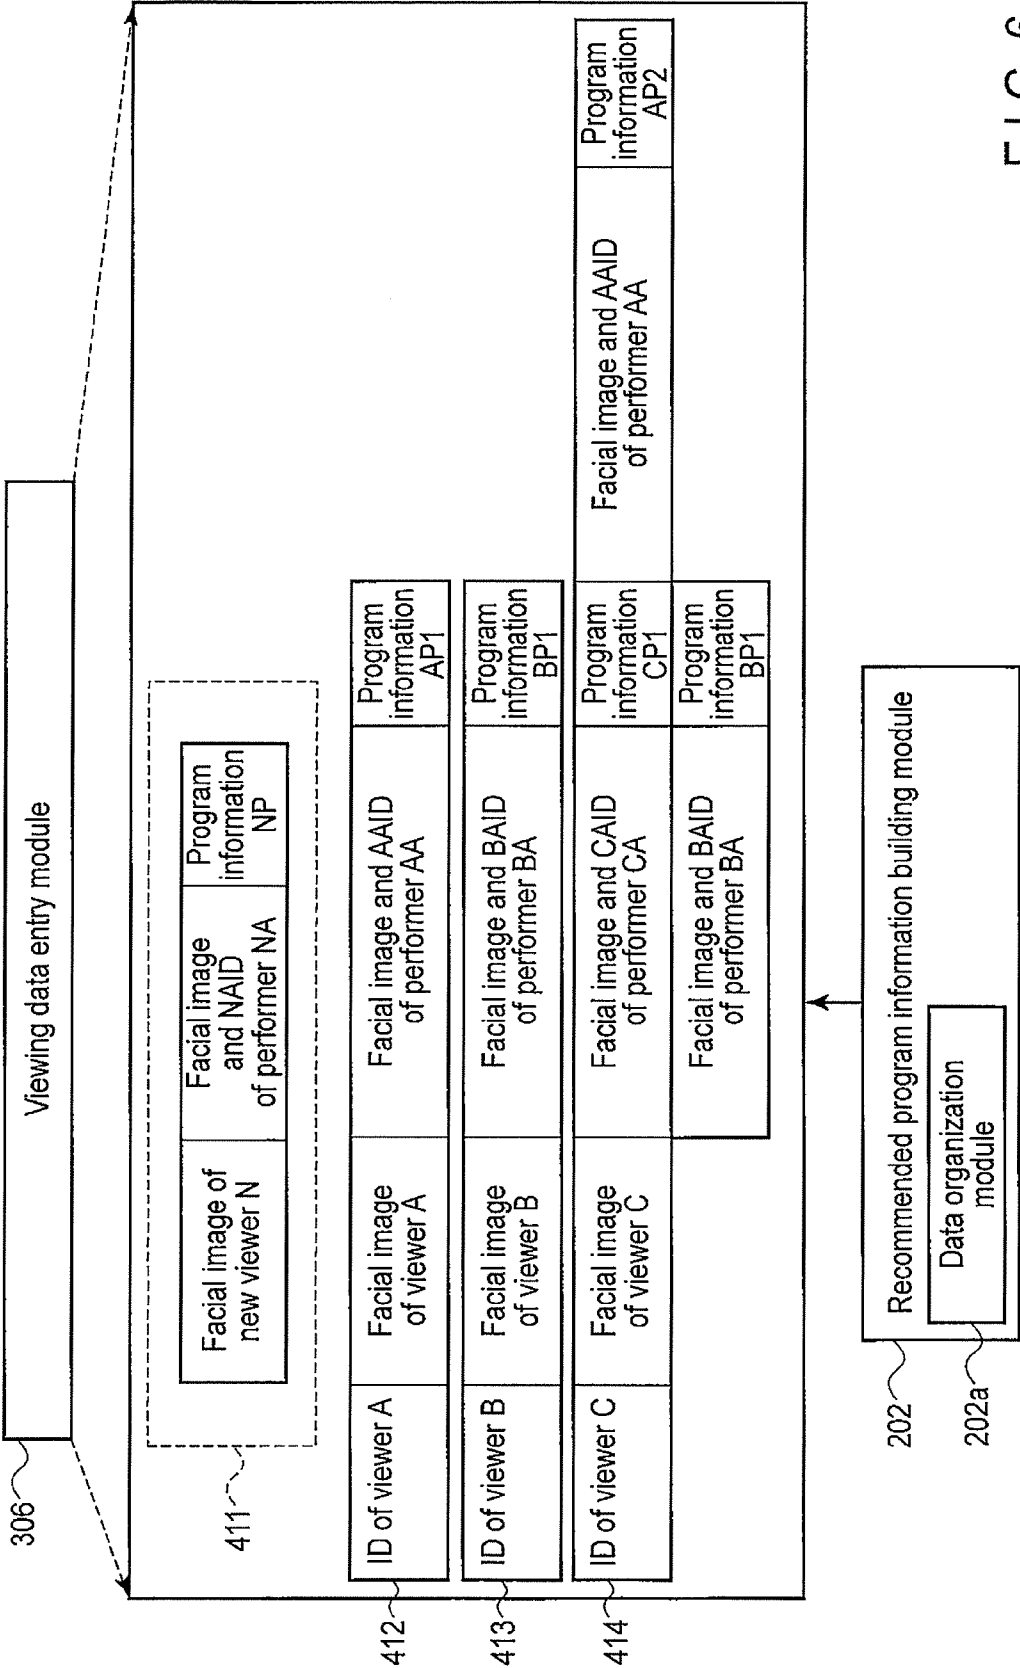 306
Viewing data entry module
411
Facial image of
new viewer N
Facial image
and NAID
of performer NA
Program
information
NP
412
ID of viewer A
Facial image
of viewer A
Facial image and AAID
of performer AA
Program
information
AP1
413
ID of viewer B
Facial image
of viewer B
Facial image and BAID
of performer BA
Program
information
BP1
414
ID of viewer C
Facial image
of viewer C
Facial image and CAID
of performer CA
Program
information
CP1
Facial image and AAID
of performer AA
Program
information
AP2
Facial image and BAID
of performer BA
Program
information
BP1
202
Recommended program information building module
202a
Data organization
module